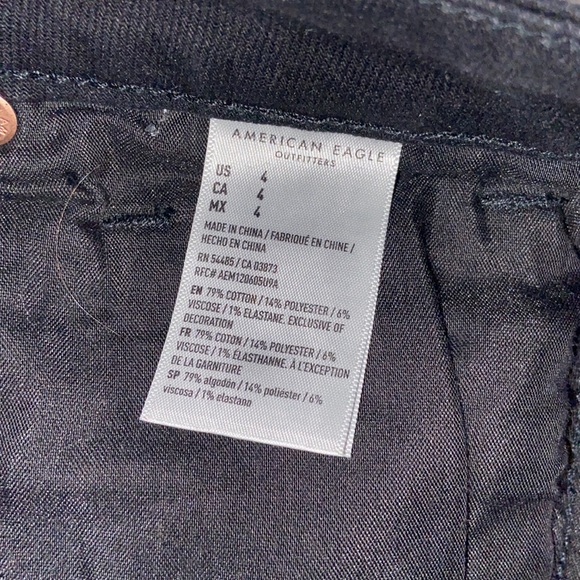 AMERICAN EAGLE
OUTFITTERS
US 4
CA 4
MX 4
MADE IN CHINA / FABRIQUÉ EN CHINE /
HECHO EN CHINA
RN 54485 / CA 03873
RFC# AEM120605U9A
EN 79% COTTON / 14% POLYESTER / 6%
VISCOSE / 1% ELASTANE. EXCLUSIVE OF
DECORATION
FR 79% COTON / 14% POLYESTER / 6%
VISCOSE / 1% ÉLASTHANNE. À L'EXCEPTION
DE LA GARNITURE
SP 79% algodón / 14% poliéster / 6%
viscosa / 1% elastano